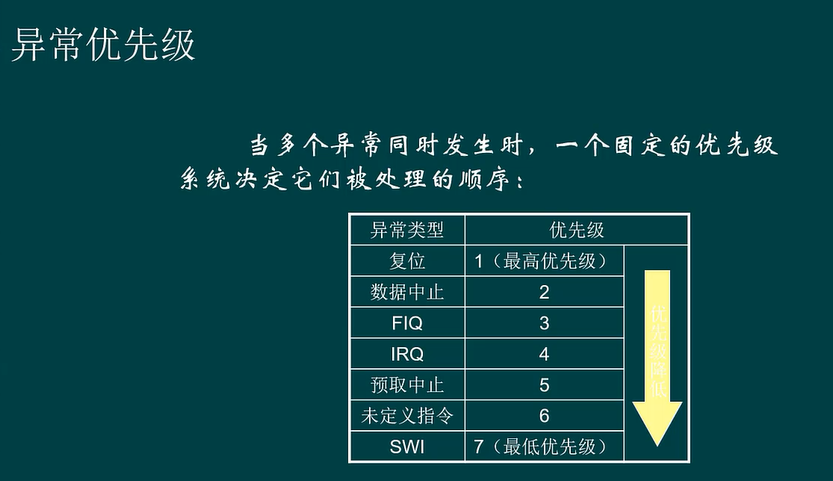 异常优先级
当多个异常同时发生时，一个固定的优先级
系统决定它们被处理的顺序：
异常类型 优先级
复位 1（最高优先级）
数据中止 2
FIQ 3
IRQ 4
预取中止 5
未定义指令 6
SWI 7（最低优先级）
优先级降低